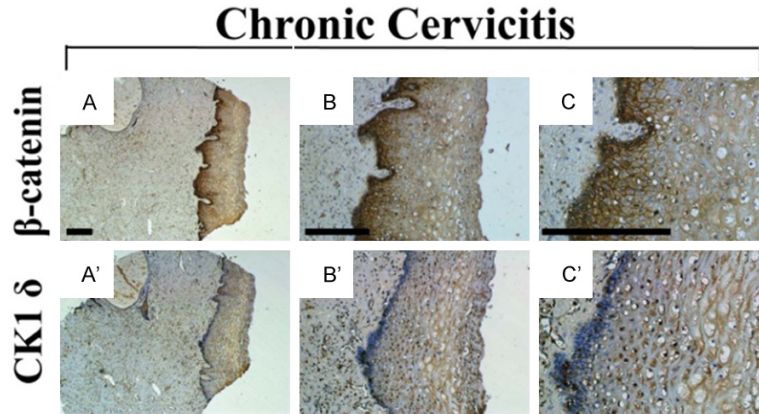 Chronic Cervicitis
β-catenin
A
B
C
CK1 δ
A'
B'
C'